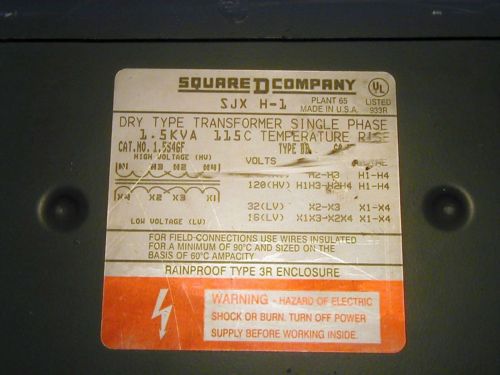 SQUARE D COMPANY
SJX H-1
PLANT 65
MADE IN U.S.A.
UL
LISTED
933R
DRY TYPE TRANSFORMER SINGLE PHASE
1.5KVA 115C TEMPERATURE RISE
CAT.NO. 1.5S46F TYPE
HIGH VOLTAGE (HV) VOLTS
H1 H3 H2 H4
H2-H3 H1-H4
120(HV) H1H3-H2H4 H1-H4
X4 X2 X3 X1
32(LV) X2-X3 X1-X4
LOW VOLTAGE (LV) 16(LV) X1X3-X2X4 X1-X4
FOR FIELD CONNECTIONS USE WIRES INSULATED
FOR A MINIMUM OF 90°C AND SIZED ON THE
BASIS OF 60°C AMPACITY
RAINPROOF TYPE 3R ENCLOSURE
WARNING - HAZARD OF ELECTRIC
SHOCK OR BURN. TURN OFF POWER
SUPPLY BEFORE WORKING INSIDE.